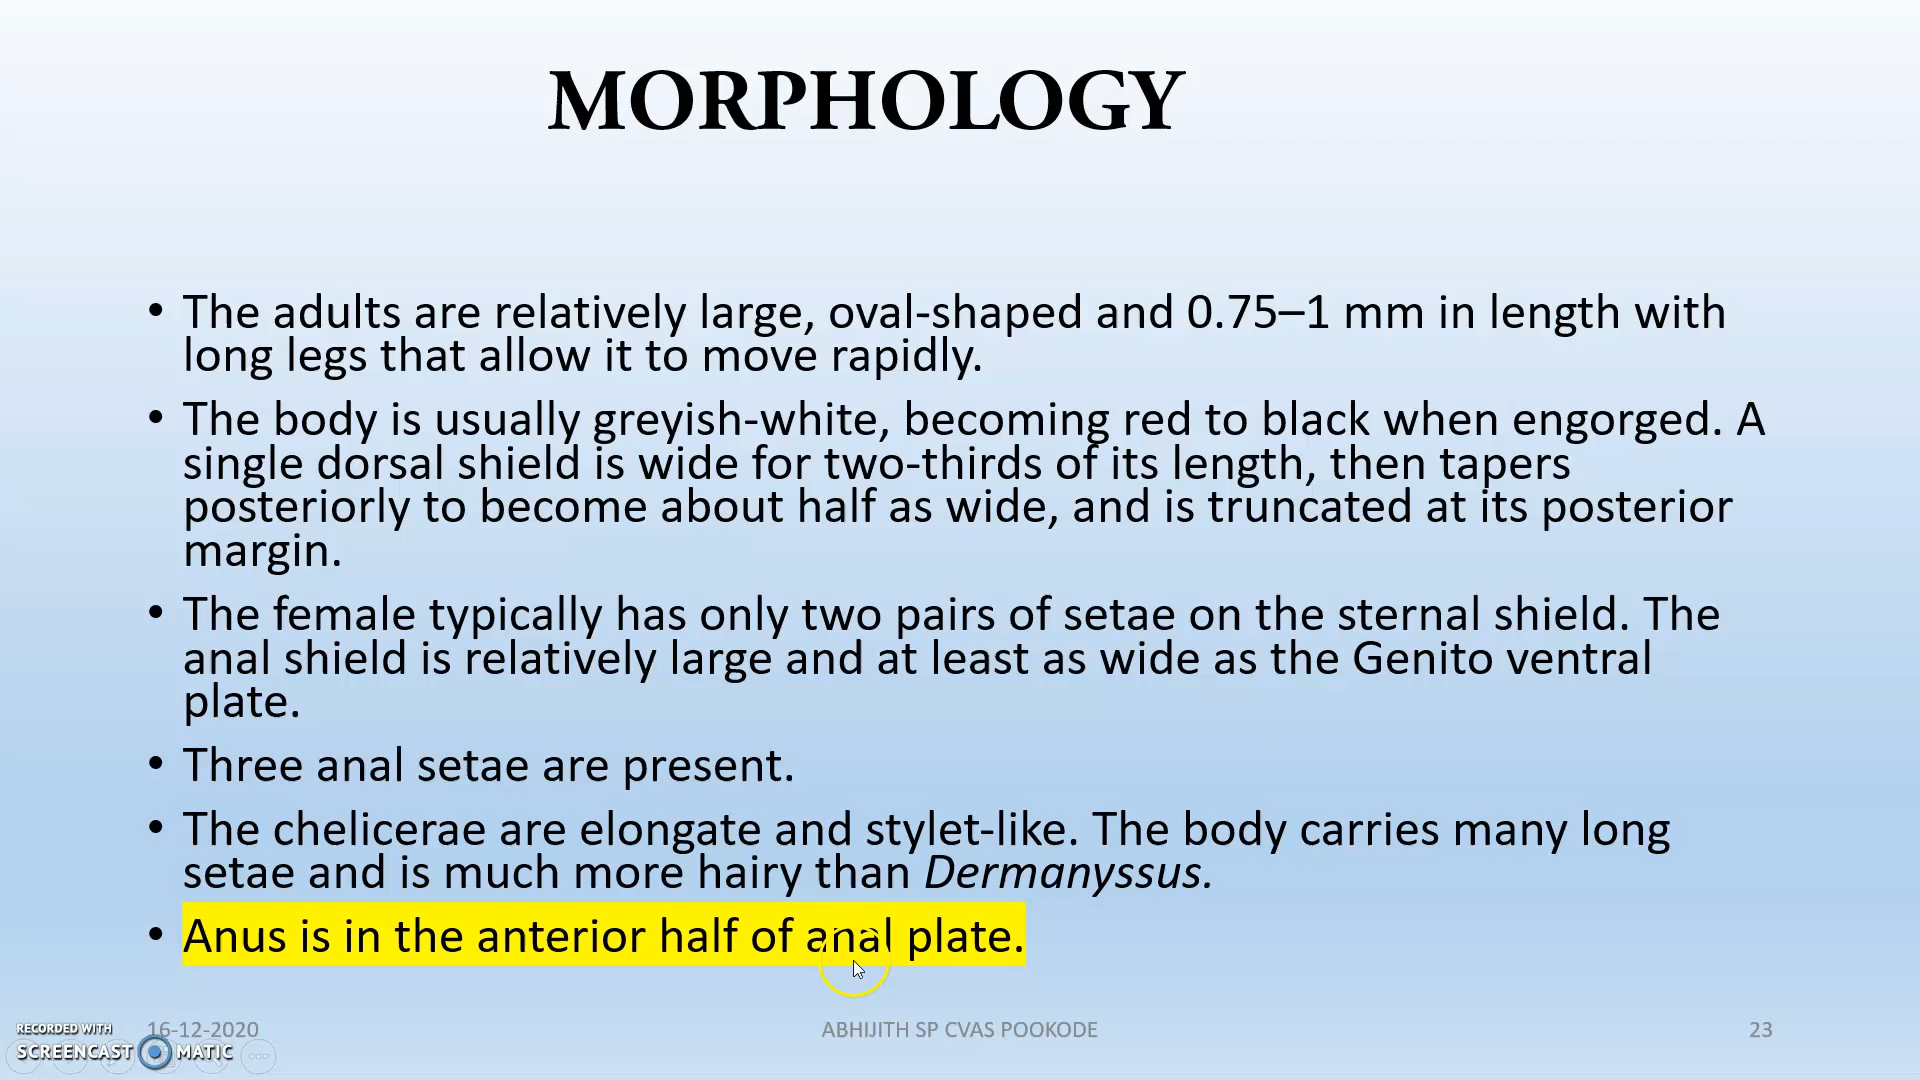 MORPHOLOGY
• The adults are relatively large, oval-shaped and 0.75–1 mm in length with
long legs that allow it to move rapidly.
• The body is usually greyish-white, becoming red to black when engorged. A
single dorsal shield is wide for two-thirds of its length, then tapers
posteriorly to become about half as wide, and is truncated at its posterior
margin.
• The female typically has only two pairs of setae on the sternal shield. The
anal shield is relatively large and at least as wide as the Genito ventral
plate.
• Three anal setae are present.
• The chelicerae are elongate and stylet-like. The body carries many long
setae and is much more hairy than Dermanyssus.
• Anus is in the anterior half of anal plate.
16-12-2020
ABHIJITH SP CVAS POOKODE
23
RECORDED WITH
SCREENCAST MATIC